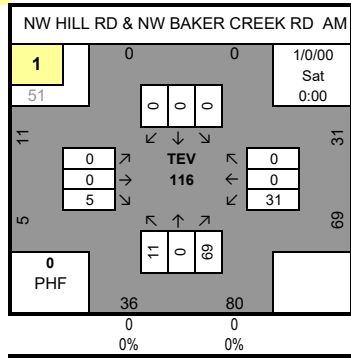 NW HILL RD & NW BAKER CREEK RD AM
1 0 0 1/0/00
51 Sat
0:00
0 0 0
↙ ↓ ↘
11 31
0 ↗ TEV ↖ 0
0 → 116 ← 0
5 ↘ ↙ 31
↖ ↑ ↗
5 69
11 0 69
0
PHF
36 80
0 0
0% 0%